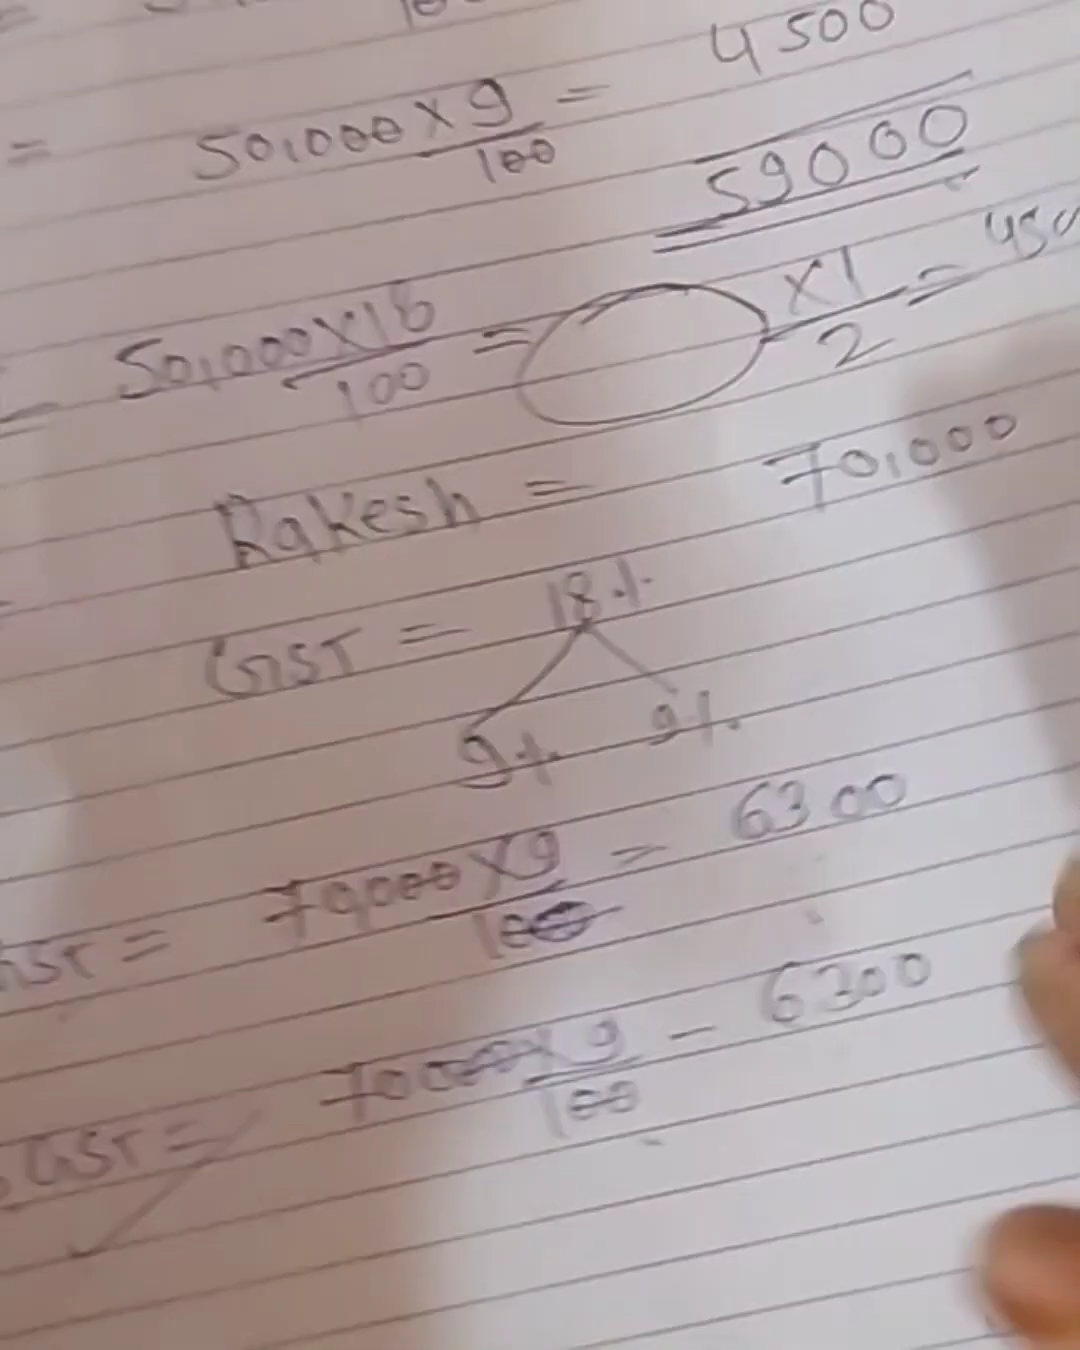 4500
= 50,000 × 9/100 =
59000
50,000×18/100 = × 1/2 = 450
Rakesh = 70,000
GST = 18%
9% 9%
GST = 70000 × 9/100 = 6300
GST = 70000 × 9/100 - 6300